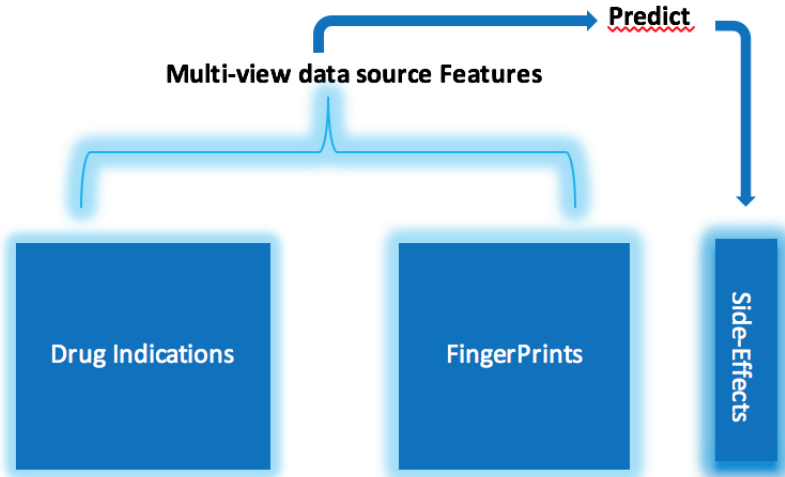 Predict
Multi-view data source Features
Drug Indications
FingerPrints
Side-Effects